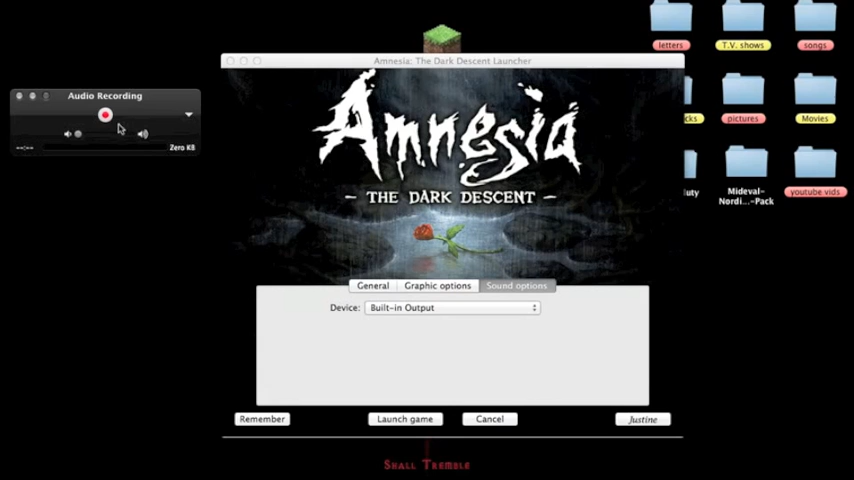 letters
T.V. shows
songs
Amnesia: The Dark Descent Launcher
Audio Recording
Amnesia
– THE DARK DESCENT –
cks
pictures
Movies
--:--
Zero KB
luty
Mideval-
Nordi...-Pack
youtube vids
General
Graphic options
Sound options
Device:
Built-in Output
Remember
Launch game
Cancel
Justine
SHALL TREMBLE